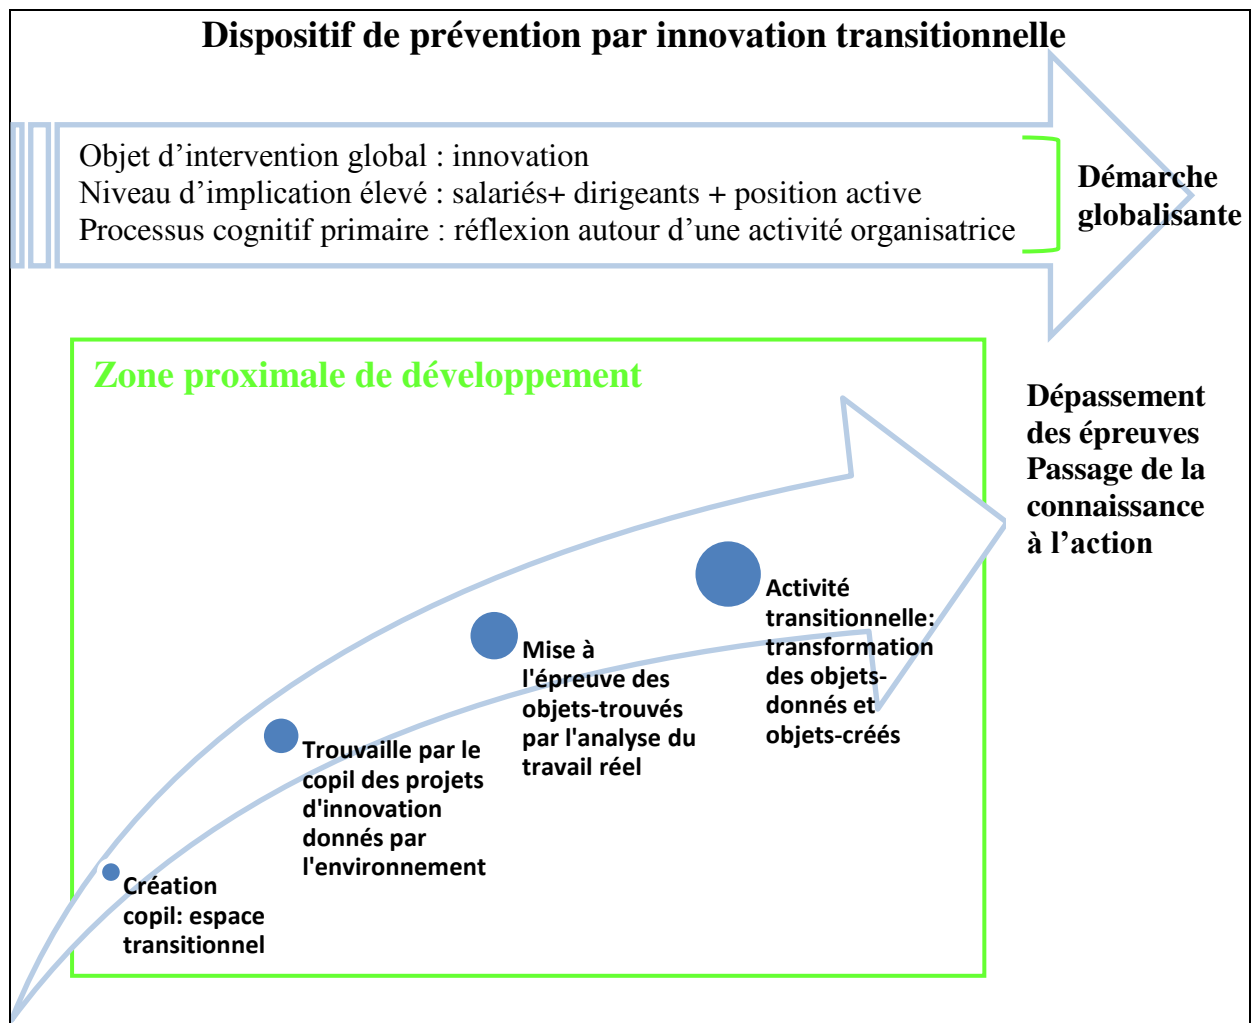 Dispositif de prévention par innovation transitionnelle
Objet d’intervention global : innovation
Niveau d’implication élevé : salariés+ dirigeants + position active
Processus cognitif primaire : réflexion autour d’une activité organisatrice
Démarche
globalisante
Zone proximale de développement
Dépassement
des épreuves
Passage de la
connaissance
à l’action
Activité
transitionnelle:
transformation
des objets-
donnés et
objets-créés
Mise à
l'épreuve des
objets-trouvés
par l'analyse du
travail réel
Trouvaille par le
copil des projets
d'innovation
donnés par
l'environnement
Création
copil: espace
transitionnel